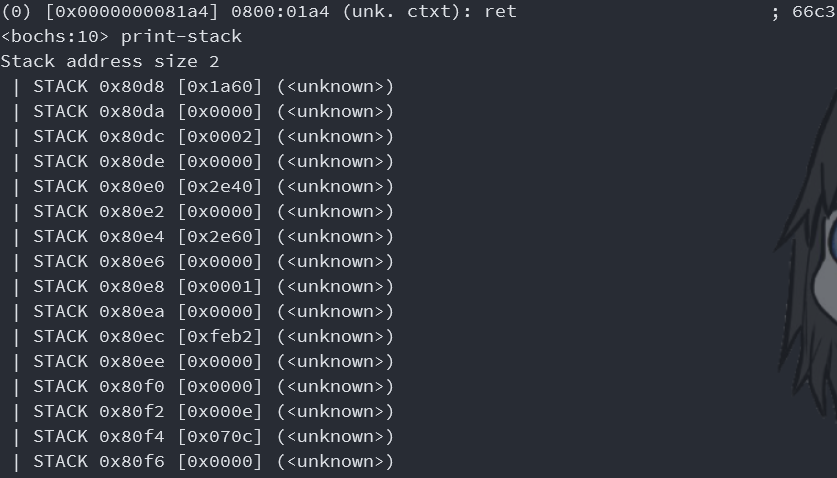 (0) [0x0000000081a4] 0800:01a4 (unk. ctxt): ret ; 66c3
<bochs:10> print-stack
Stack address size 2
| STACK 0x80d8 [0x1a60] (<unknown>)
| STACK 0x80da [0x0000] (<unknown>)
| STACK 0x80dc [0x0002] (<unknown>)
| STACK 0x80de [0x0000] (<unknown>)
| STACK 0x80e0 [0x2e40] (<unknown>)
| STACK 0x80e2 [0x0000] (<unknown>)
| STACK 0x80e4 [0x2e60] (<unknown>)
| STACK 0x80e6 [0x0000] (<unknown>)
| STACK 0x80e8 [0x0001] (<unknown>)
| STACK 0x80ea [0x0000] (<unknown>)
| STACK 0x80ec [0xfeb2] (<unknown>)
| STACK 0x80ee [0x0000] (<unknown>)
| STACK 0x80f0 [0x0000] (<unknown>)
| STACK 0x80f2 [0x000e] (<unknown>)
| STACK 0x80f4 [0x070c] (<unknown>)
| STACK 0x80f6 [0x0000] (<unknown>)